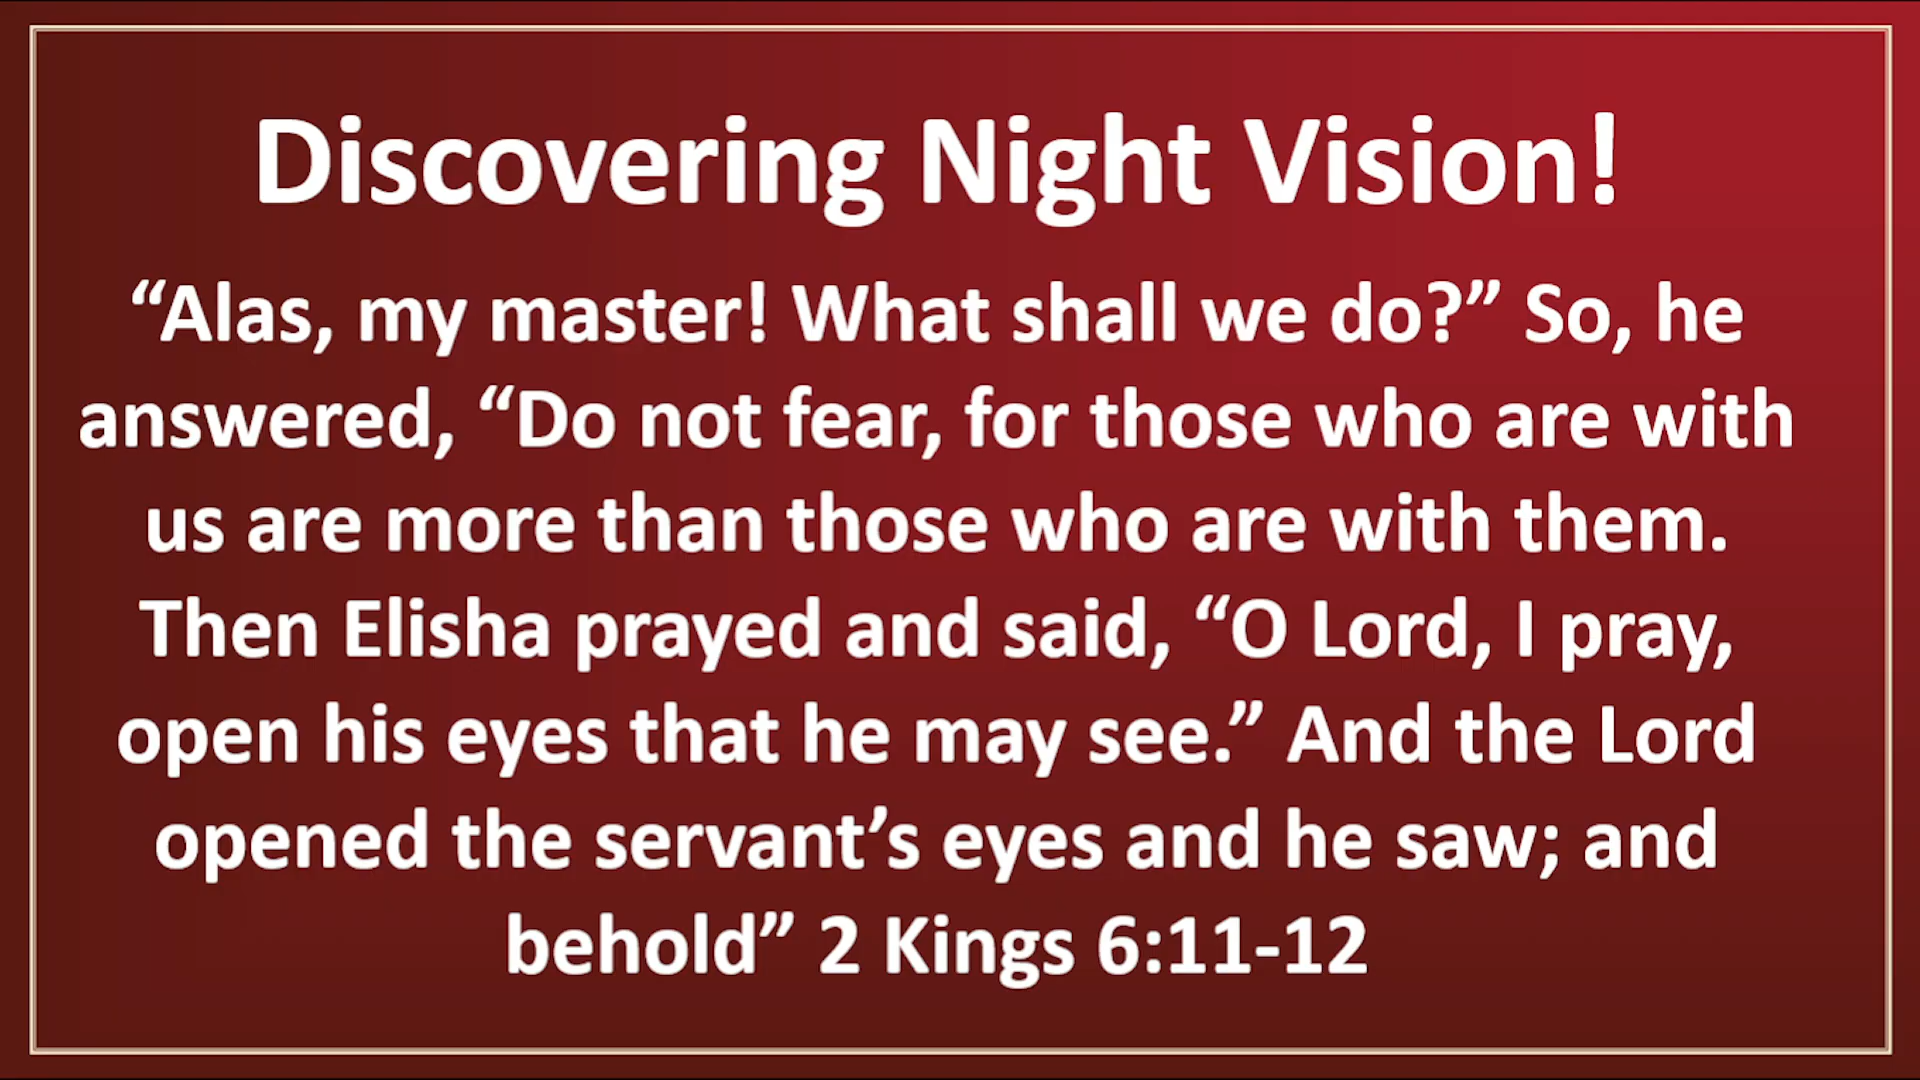 Discovering Night Vision!
“Alas, my master! What shall we do?” So, he
answered, “Do not fear, for those who are with
us are more than those who are with them.
Then Elisha prayed and said, “O Lord, I pray,
open his eyes that he may see.” And the Lord
opened the servant’s eyes and he saw; and
behold” 2 Kings 6:11-12